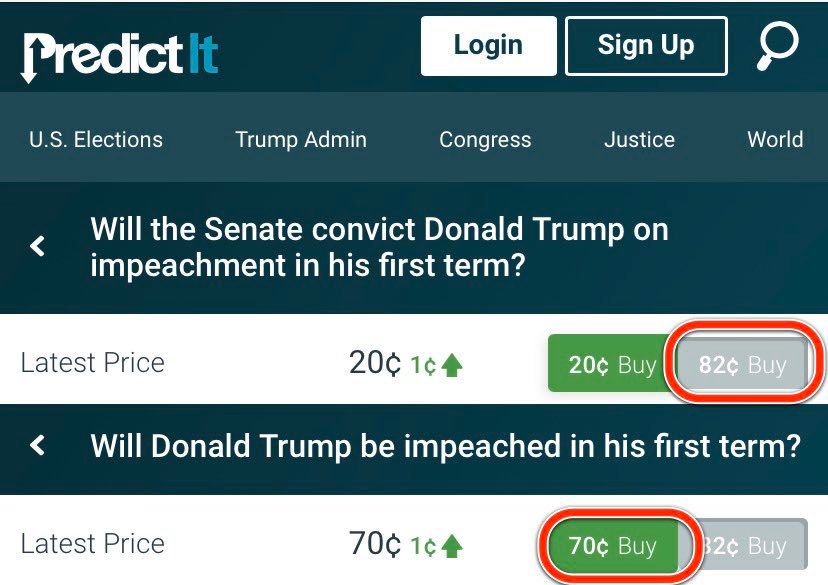 PredictIt
Login
Sign Up
U.S. Elections Trump Admin Congress Justice World
Will the Senate convict Donald Trump on
impeachment in his first term?
Latest Price 20¢ 1¢ 20¢ Buy 82¢ Buy
Will Donald Trump be impeached in his first term?
Latest Price 70¢ 1¢ 70¢ Buy Buy